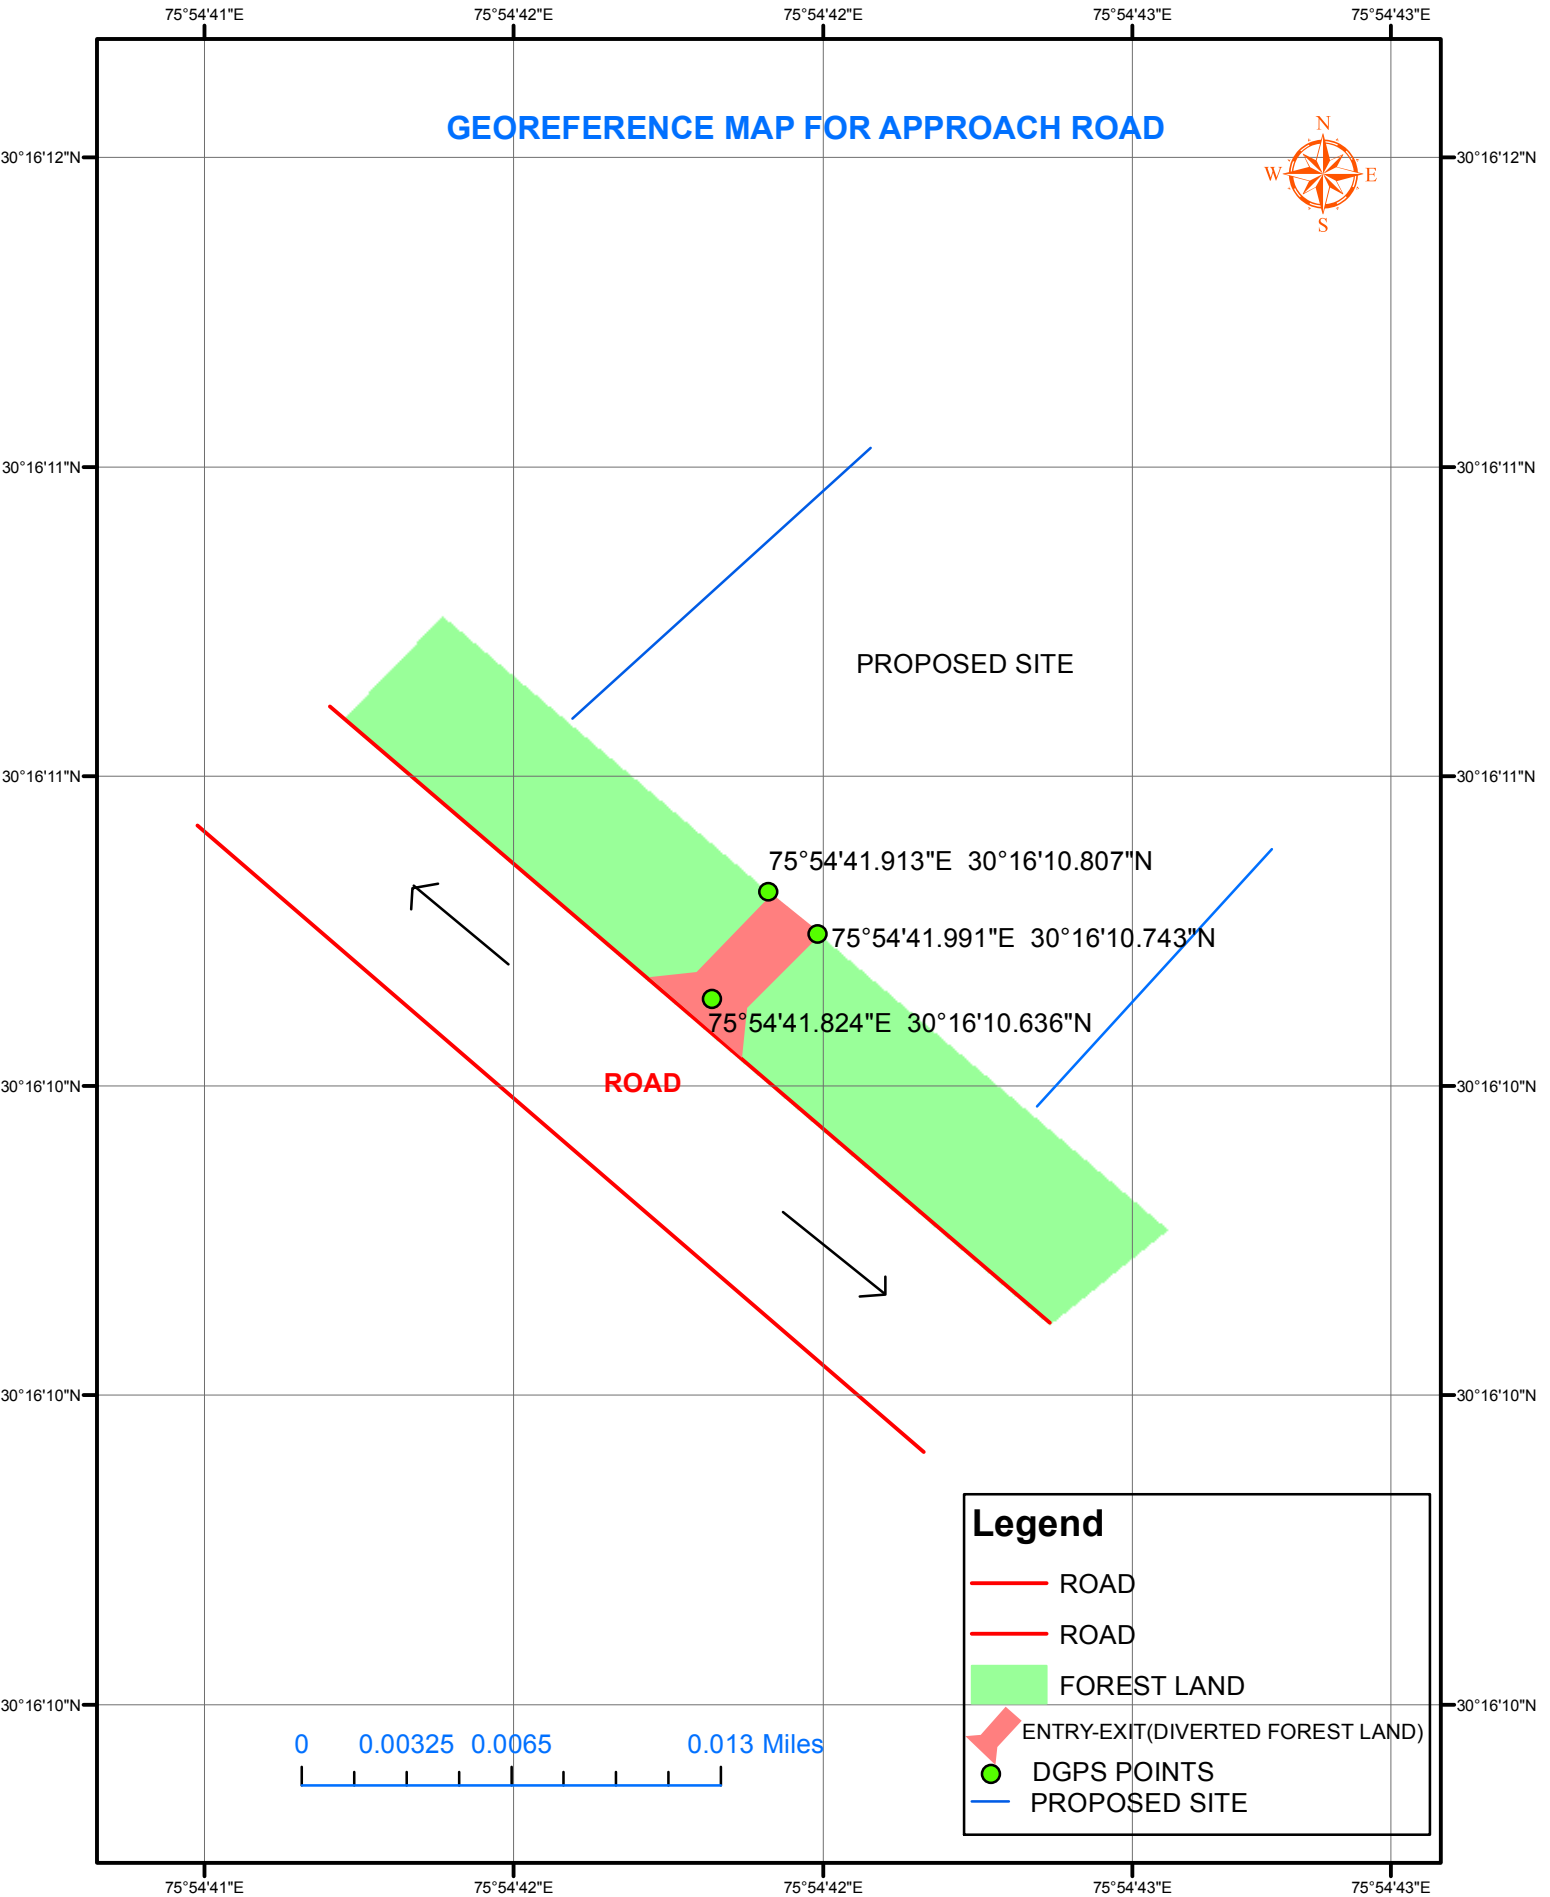 75°54'41"E 75°54'42"E 75°54'42"E 75°54'43"E 75°54'43"E
GEOREFERENCE MAP FOR APPROACH ROAD
N
W E
S
30°16'12"N 30°16'12"N
30°16'11"N 30°16'11"N
PROPOSED SITE
30°16'11"N 30°16'11"N
75°54'41.913"E 30°16'10.807"N
75°54'41.991"E 30°16'10.743"N
75°54'41.824"E 30°16'10.636"N
ROAD
30°16'10"N 30°16'10"N
30°16'10"N 30°16'10"N
Legend
ROAD
ROAD
FOREST LAND
30°16'10"N 30°16'10"N
ENTRY-EXIT(DIVERTED FOREST LAND)
DGPS POINTS
PROPOSED SITE
0 0.00325 0.0065 0.013 Miles
75°54'41"E 75°54'42"E 75°54'42"E 75°54'43"E 75°54'43"E